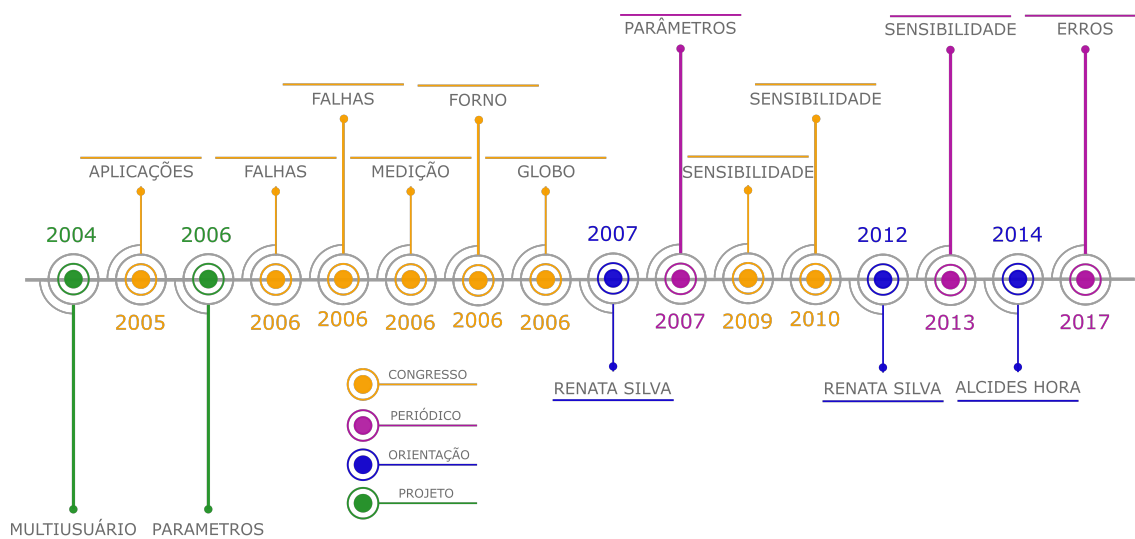 PARÂMETROS
SENSIBILIDADE
ERROS
FALHAS
FORNO
SENSIBILIDADE
APLICAÇÕES
FALHAS
MEDIÇÃO
GLOBO
SENSIBILIDADE
2004
2006
2007
2012
2014
2005
2006
2006
2006
2006
2006
2007
2009
2010
2013
2017
CONGRESSO
PERIÓDICO
ORIENTAÇÃO
PROJETO
RENATA SILVA
RENATA SILVA
ALCIDES HORA
MULTIUSUÁRIO
PARAMETROS